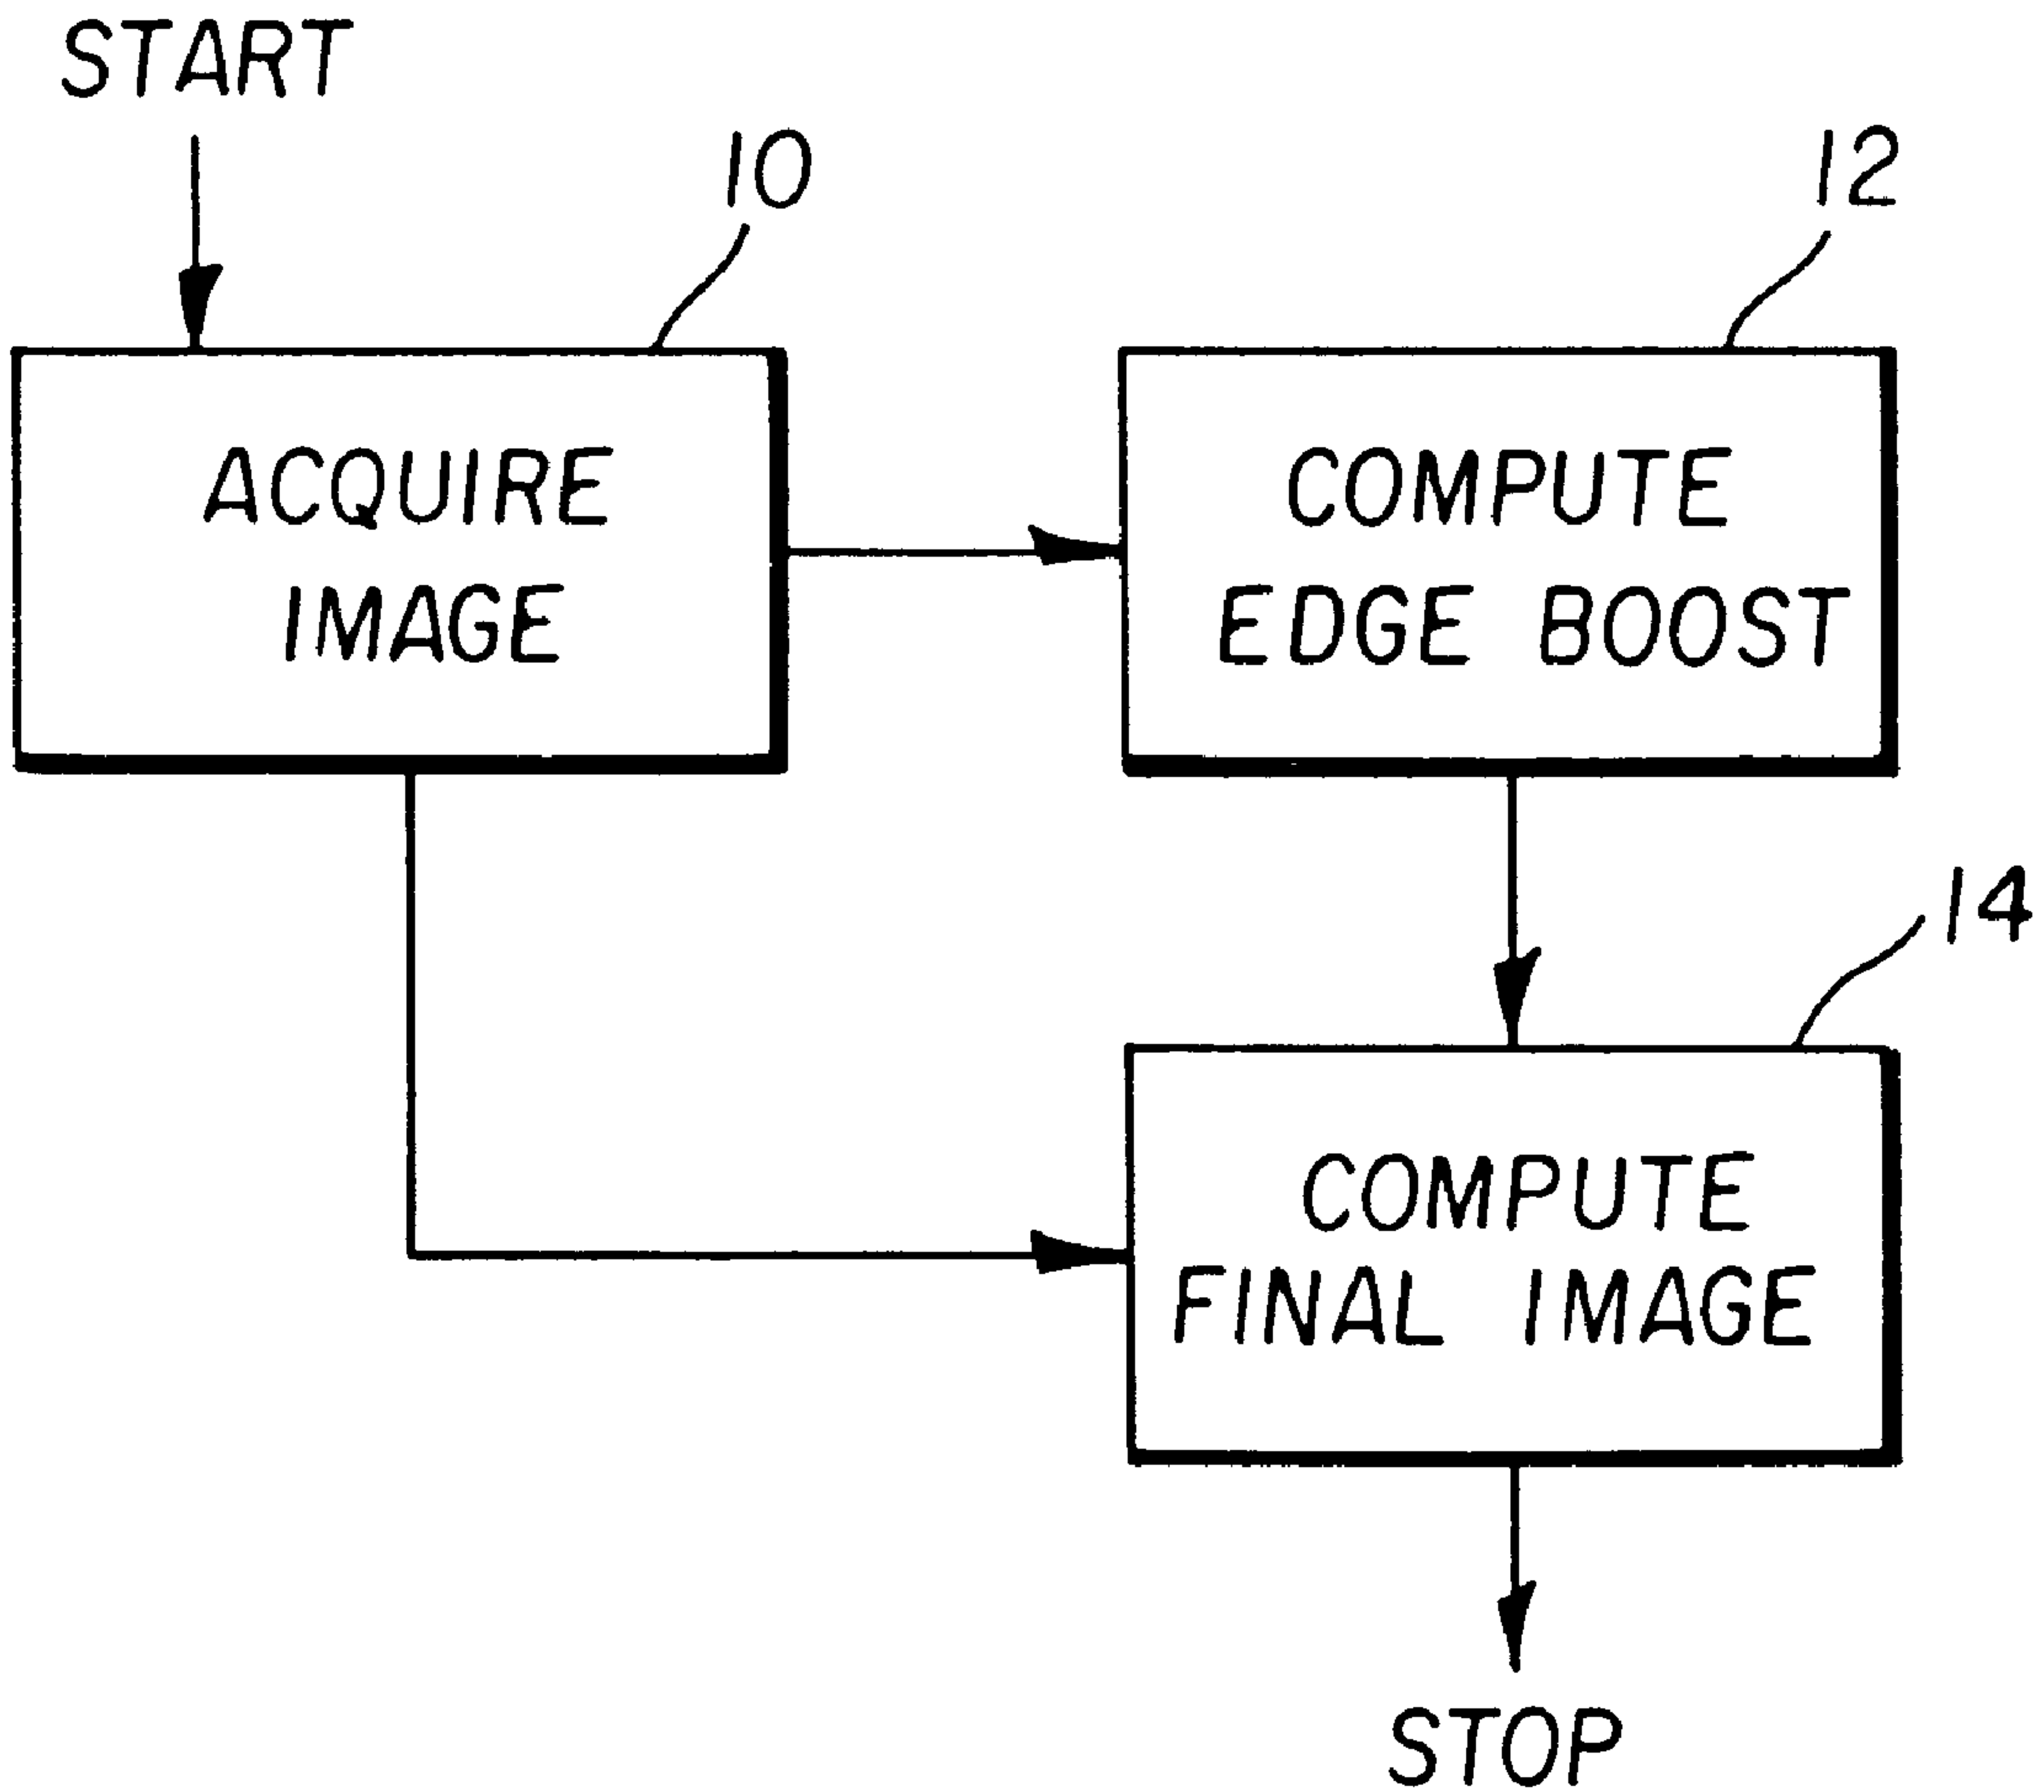 START
10
12
ACQUIRE
IMAGE
COMPUTE
EDGE BOOST
14
COMPUTE
FINAL IMAGE
STOP